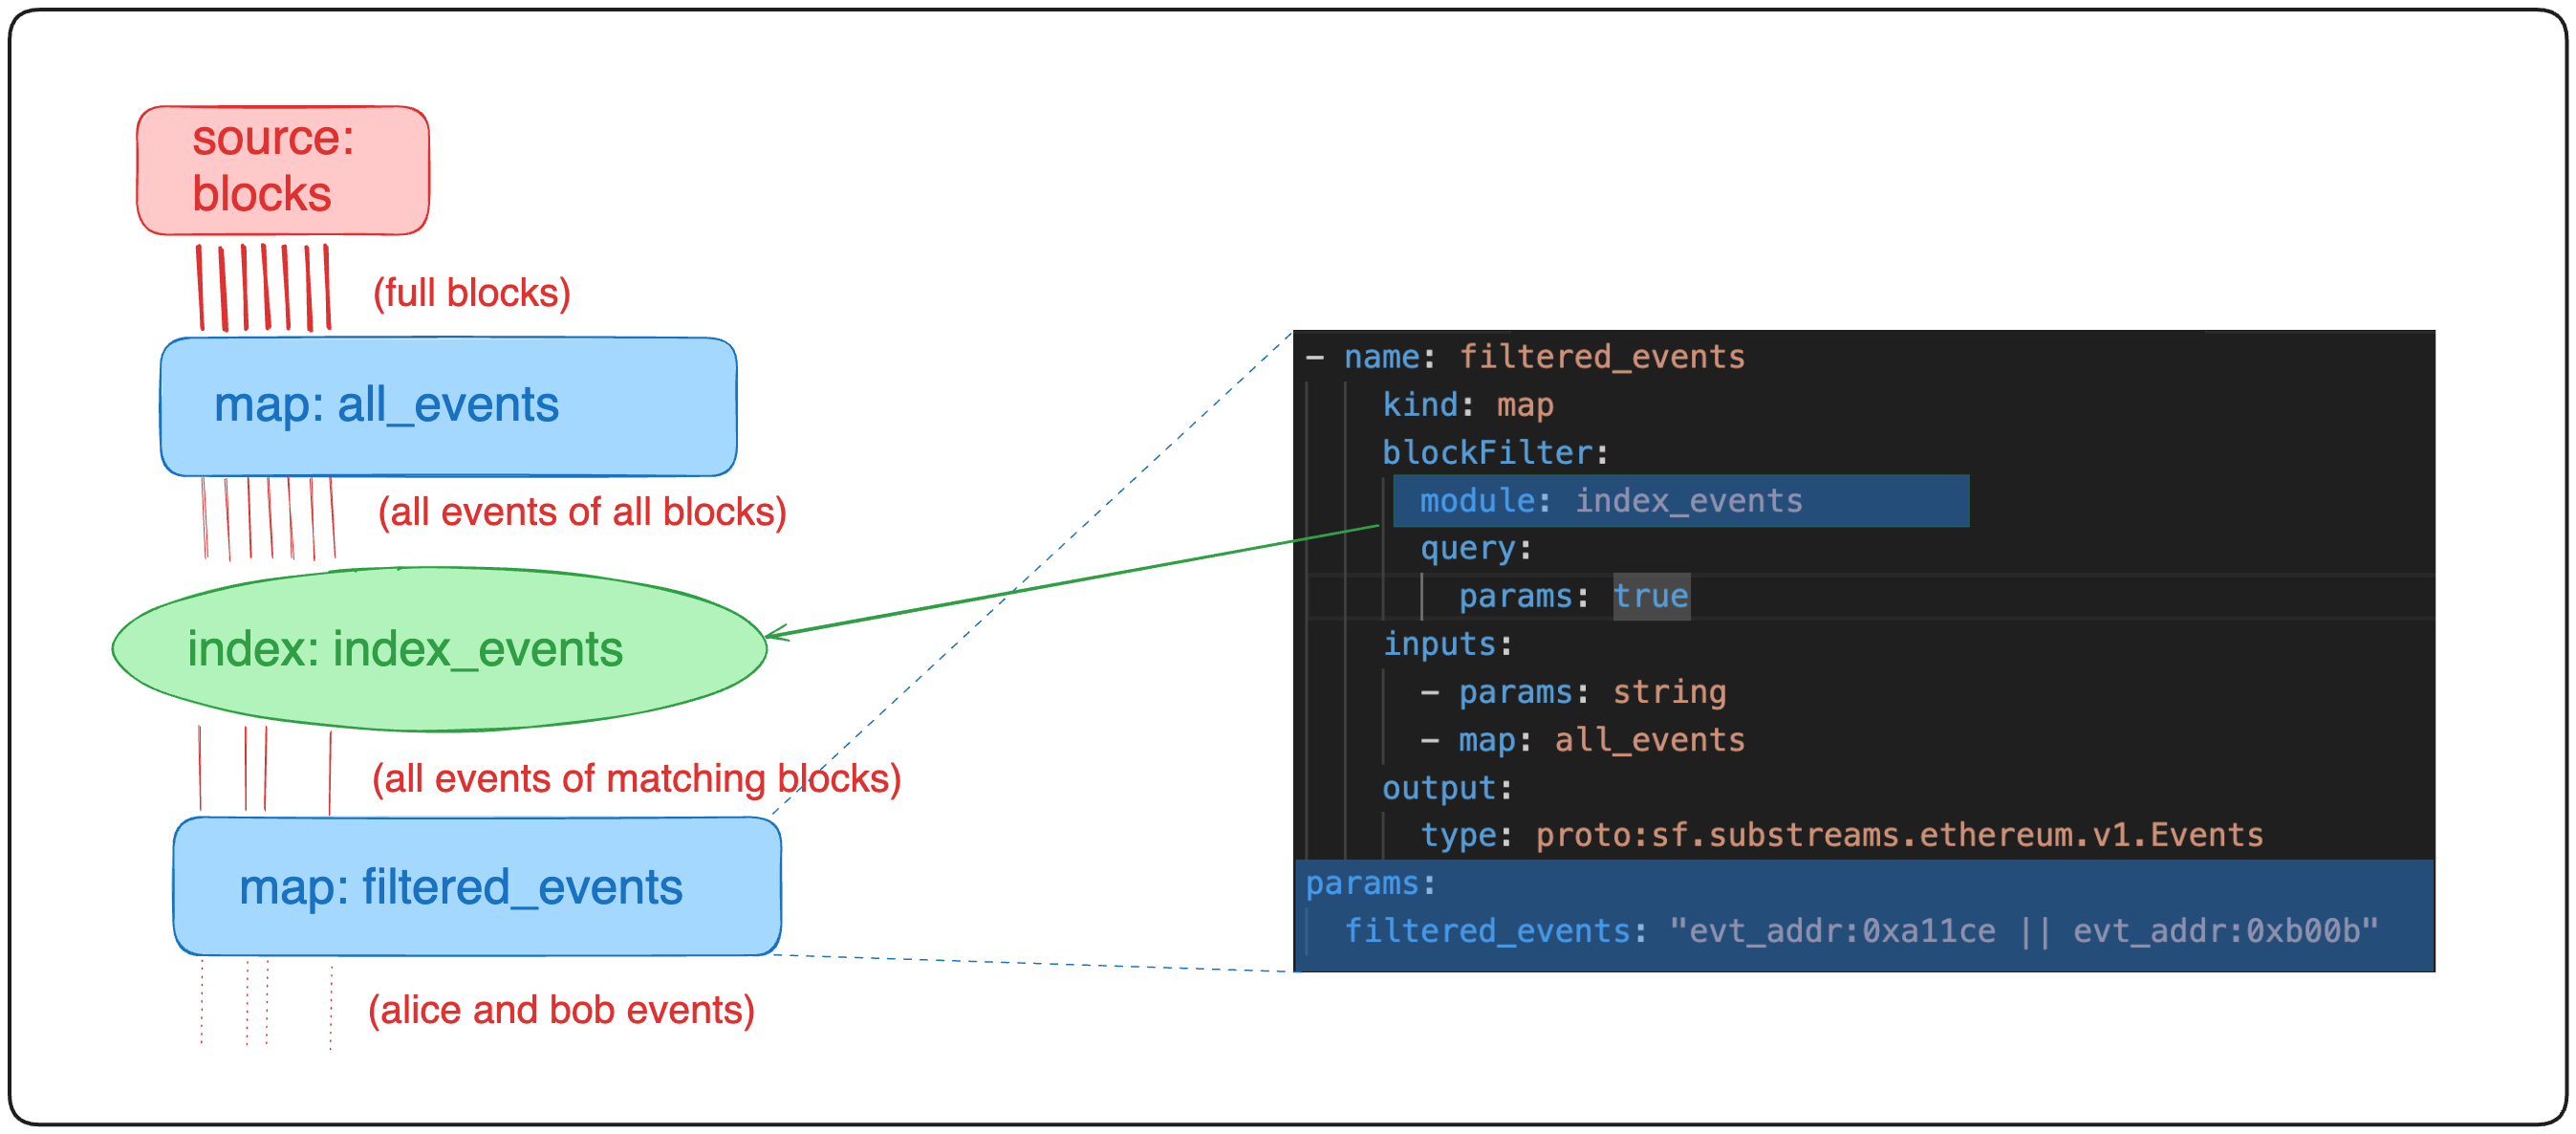 source:
blocks
(full blocks)
map: all_events
(all events of all blocks)
index: index_events
(all events of matching blocks)
map: filtered_events
(alice and bob events)
- name: filtered_events
kind: map
blockFilter:
module: index_events
query:
params: true
inputs:
- params: string
- map: all_events
output:
type: proto:sf.substreams.ethereum.v1.Events
params:
filtered_events: "evt_addr:0xa11ce || evt_addr:0xb00b"